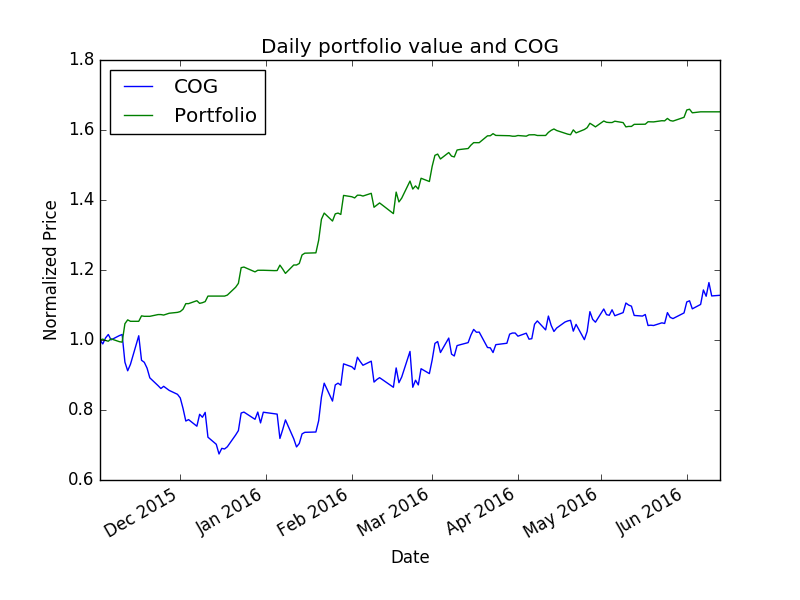 Daily portfolio value and COG
COG
Portfolio
Normalized Price
1.8
1.6
1.4
1.2
1.0
0.8
0.6
Dec 2015
Jan 2016
Feb 2016
Mar 2016
Apr 2016
May 2016
Jun 2016
Date